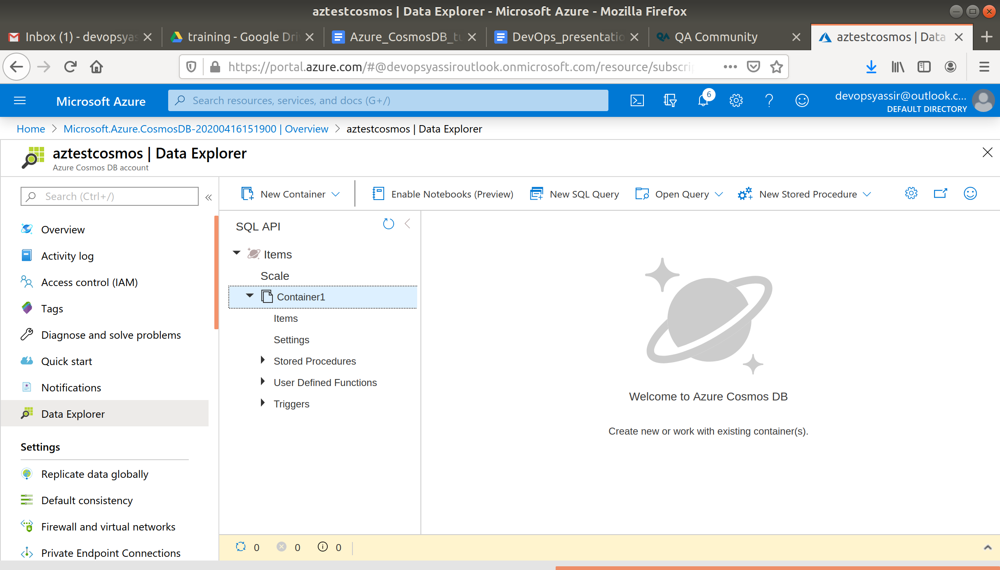 aztestcosmos | Data Explorer - Microsoft Azure - Mozilla Firefox
Inbox (1) - devopsyas
training - Google Dri
Azure_CosmosDB_tu
DevOps_presentatio
QA Community
aztestcosmos | Data
https://portal.azure.com/#@devopsyassiroutlook.onmicrosoft.com/resource/subscrip
Microsoft Azure
Search resources, services, and docs (G+/)
6
devopsyassir@outlook.c...
DEFAULT DIRECTORY
Home > Microsoft.Azure.CosmosDB-20200416151900 | Overview > aztestcosmos | Data Explorer
aztestcosmos | Data Explorer
Azure Cosmos DB account
Search (Ctrl+/)
«
Overview
Activity log
Access control (IAM)
Tags
Diagnose and solve problems
Quick start
Notifications
Data Explorer
Settings
Replicate data globally
Default consistency
Firewall and virtual networks
Private Endpoint Connections
New Container
Enable Notebooks (Preview)
New SQL Query
Open Query
New Stored Procedure
SQL API
Items
Scale
Container1
Items
Settings
Stored Procedures
User Defined Functions
Triggers
Welcome to Azure Cosmos DB
Create new or work with existing container(s).
0 0 0